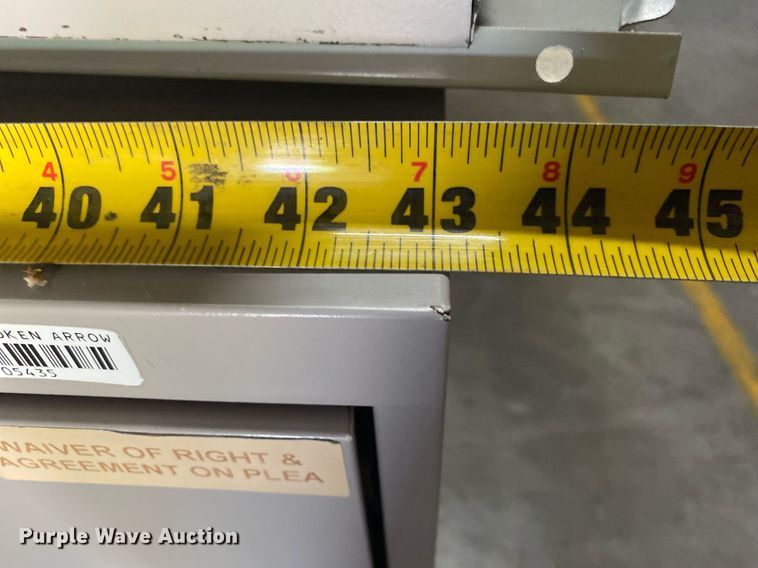 4 5 6 7 8 9
40 41 42 43 44 45
OKEN ARROW
05435
WAIVER OF RIGHT &
AGREEMENT ON PLEA
Purple Wave Auction